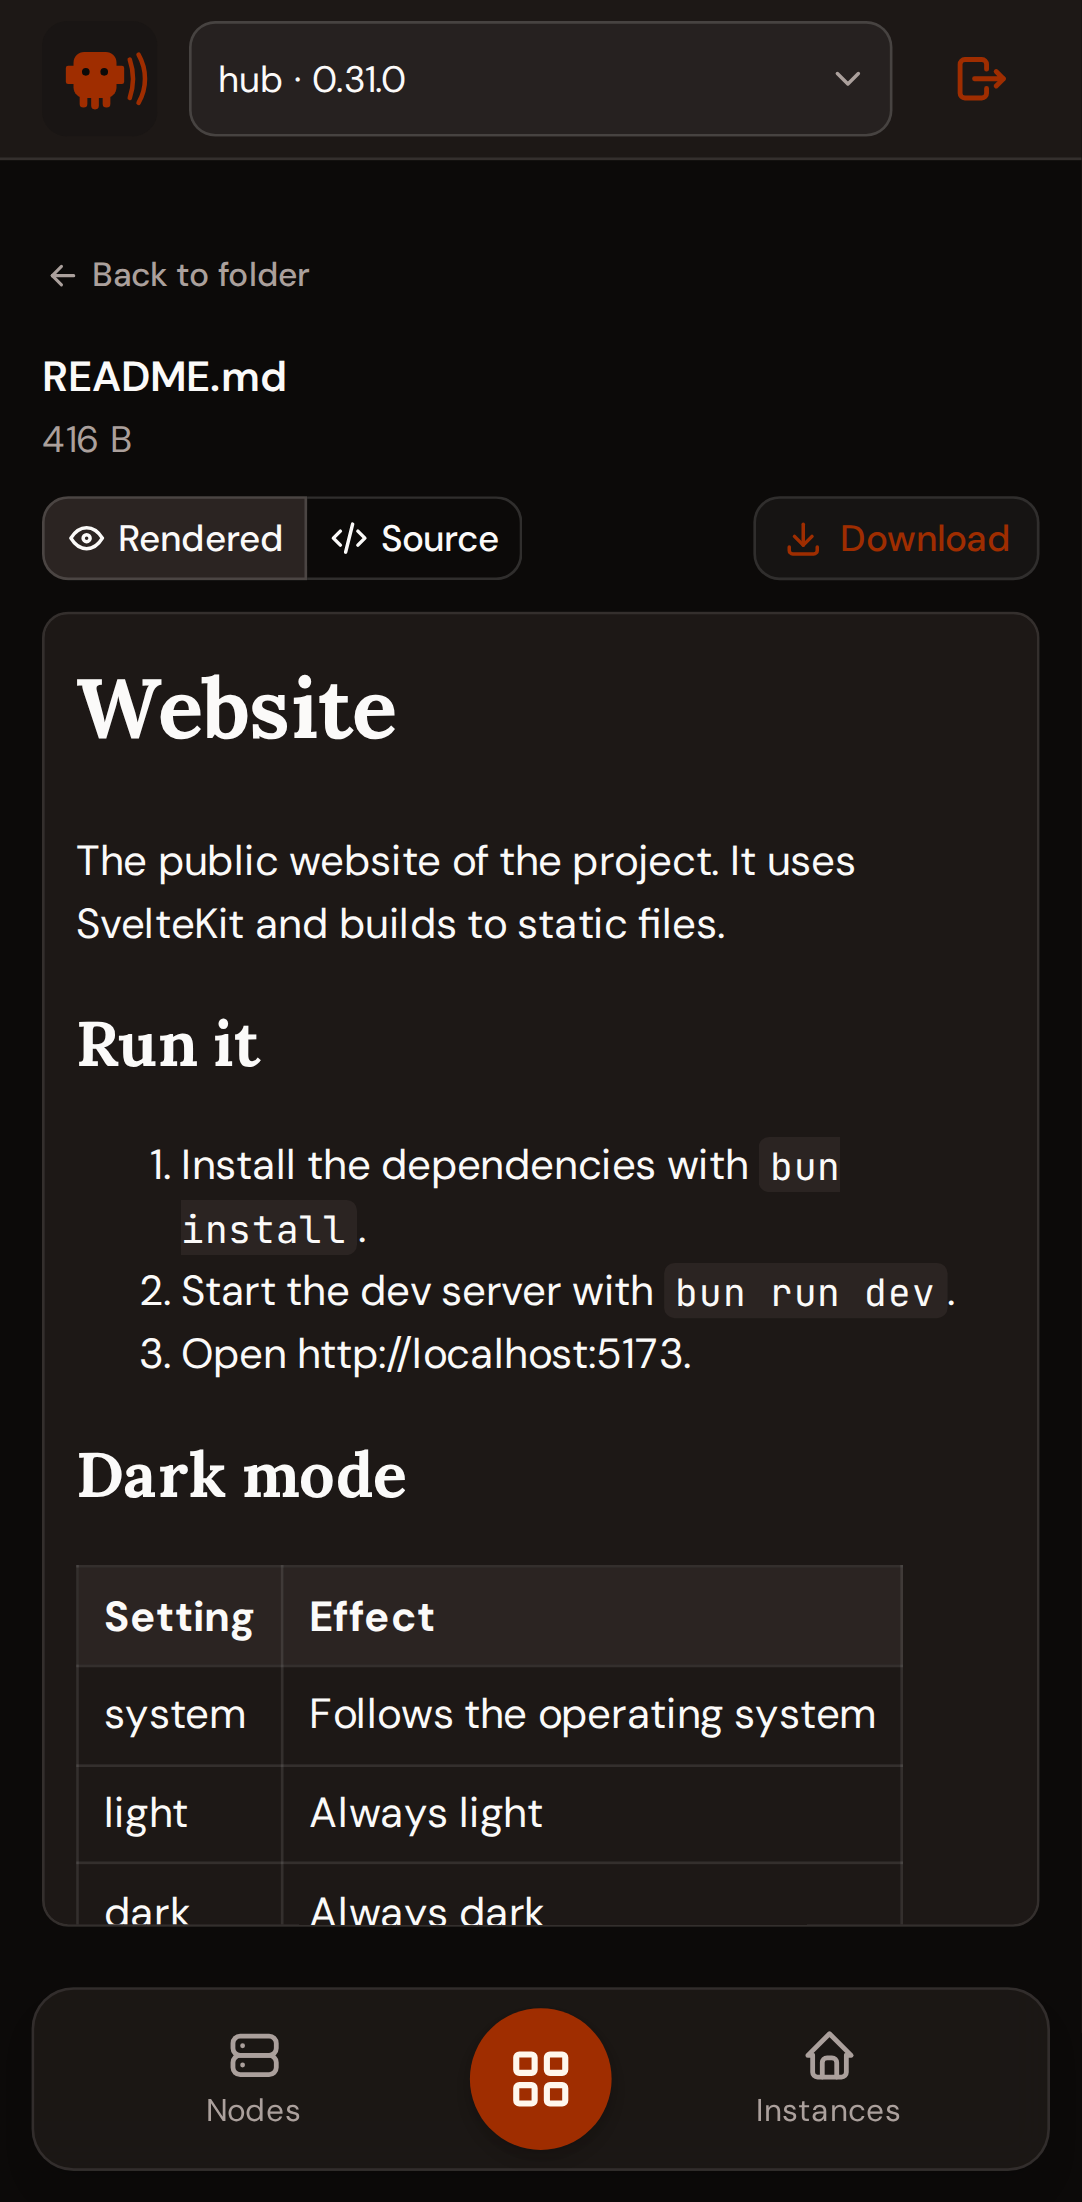 hub · 0.31.0
Back to folder
README.md
416 B
Rendered
Source
Download
Website
The public website of the project. It uses
SvelteKit and builds to static files.
Run it
1. Install the dependencies with bun
install.
2. Start the dev server with bun run dev.
3. Open http://localhost:5173.
Dark mode
Setting Effect
system Follows the operating system
light Always light
dark Always dark
Nodes
Instances